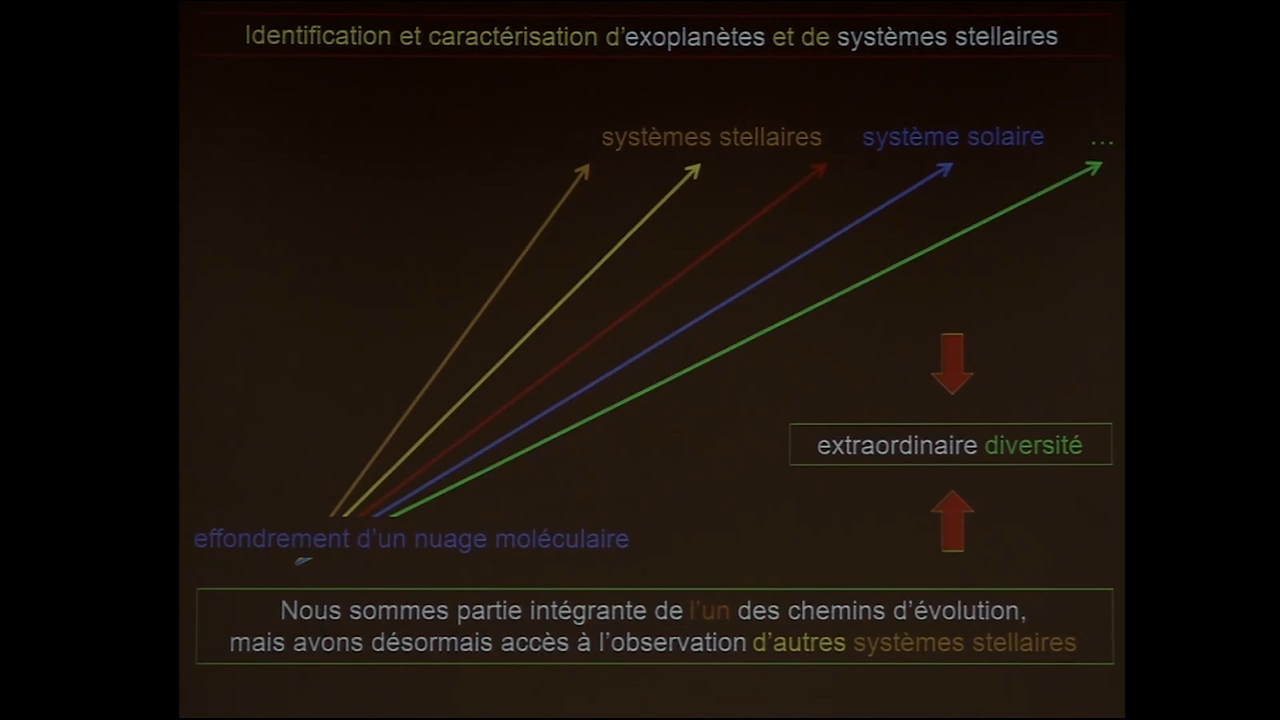 Identification et caractérisation d'exoplanètes et de systèmes stellaires
systèmes stellaires système solaire ...
extraordinaire diversité
effondrement d'un nuage moléculaire
Nous sommes partie intégrante de l'un des chemins d'évolution,
mais avons désormais accès à l'observation d'autres systèmes stellaires